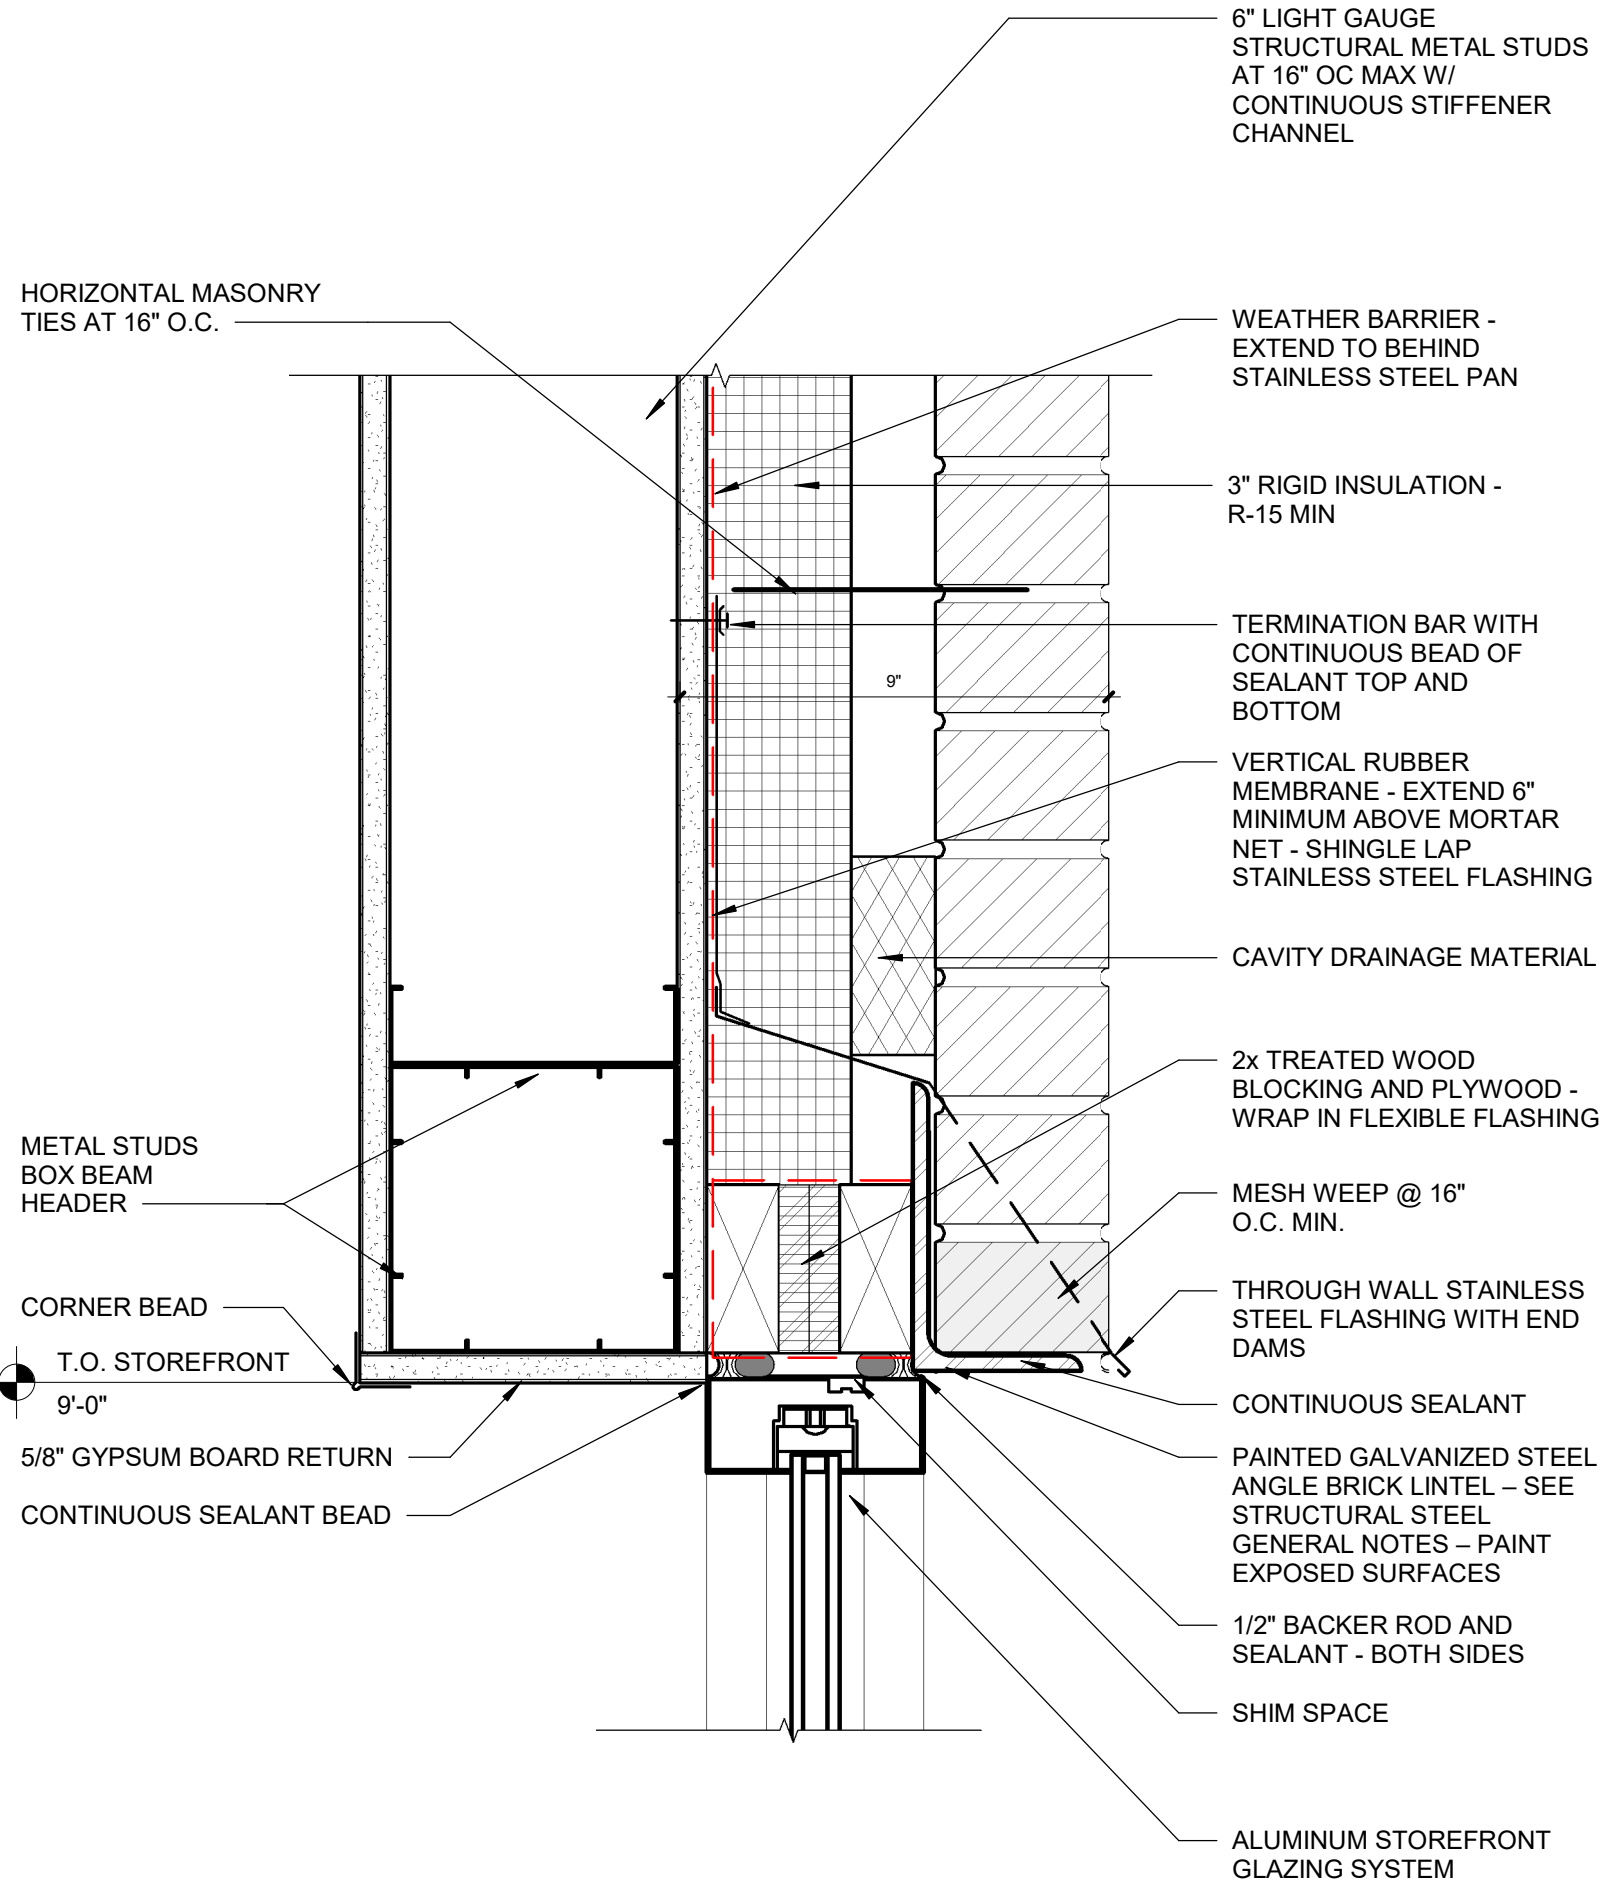 6" LIGHT GAUGE
STRUCTURAL METAL STUDS
AT 16" OC MAX W/
CONTINUOUS STIFFENER
CHANNEL
HORIZONTAL MASONRY
TIES AT 16" O.C.
WEATHER BARRIER -
EXTEND TO BEHIND
STAINLESS STEEL PAN
3" RIGID INSULATION -
R-15 MIN
TERMINATION BAR WITH
CONTINUOUS BEAD OF
SEALANT TOP AND
BOTTOM
9"
VERTICAL RUBBER
MEMBRANE - EXTEND 6"
MINIMUM ABOVE MORTAR
NET - SHINGLE LAP
STAINLESS STEEL FLASHING
CAVITY DRAINAGE MATERIAL
2x TREATED WOOD
BLOCKING AND PLYWOOD -
WRAP IN FLEXIBLE FLASHING
METAL STUDS
BOX BEAM
HEADER
MESH WEEP @ 16"
O.C. MIN.
CORNER BEAD
THROUGH WALL STAINLESS
STEEL FLASHING WITH END
DAMS
T.O. STOREFRONT
9'-0"
CONTINUOUS SEALANT
5/8" GYPSUM BOARD RETURN
PAINTED GALVANIZED STEEL
ANGLE BRICK LINTEL – SEE
STRUCTURAL STEEL
GENERAL NOTES – PAINT
EXPOSED SURFACES
CONTINUOUS SEALANT BEAD
1/2" BACKER ROD AND
SEALANT - BOTH SIDES
SHIM SPACE
ALUMINUM STOREFRONT
GLAZING SYSTEM